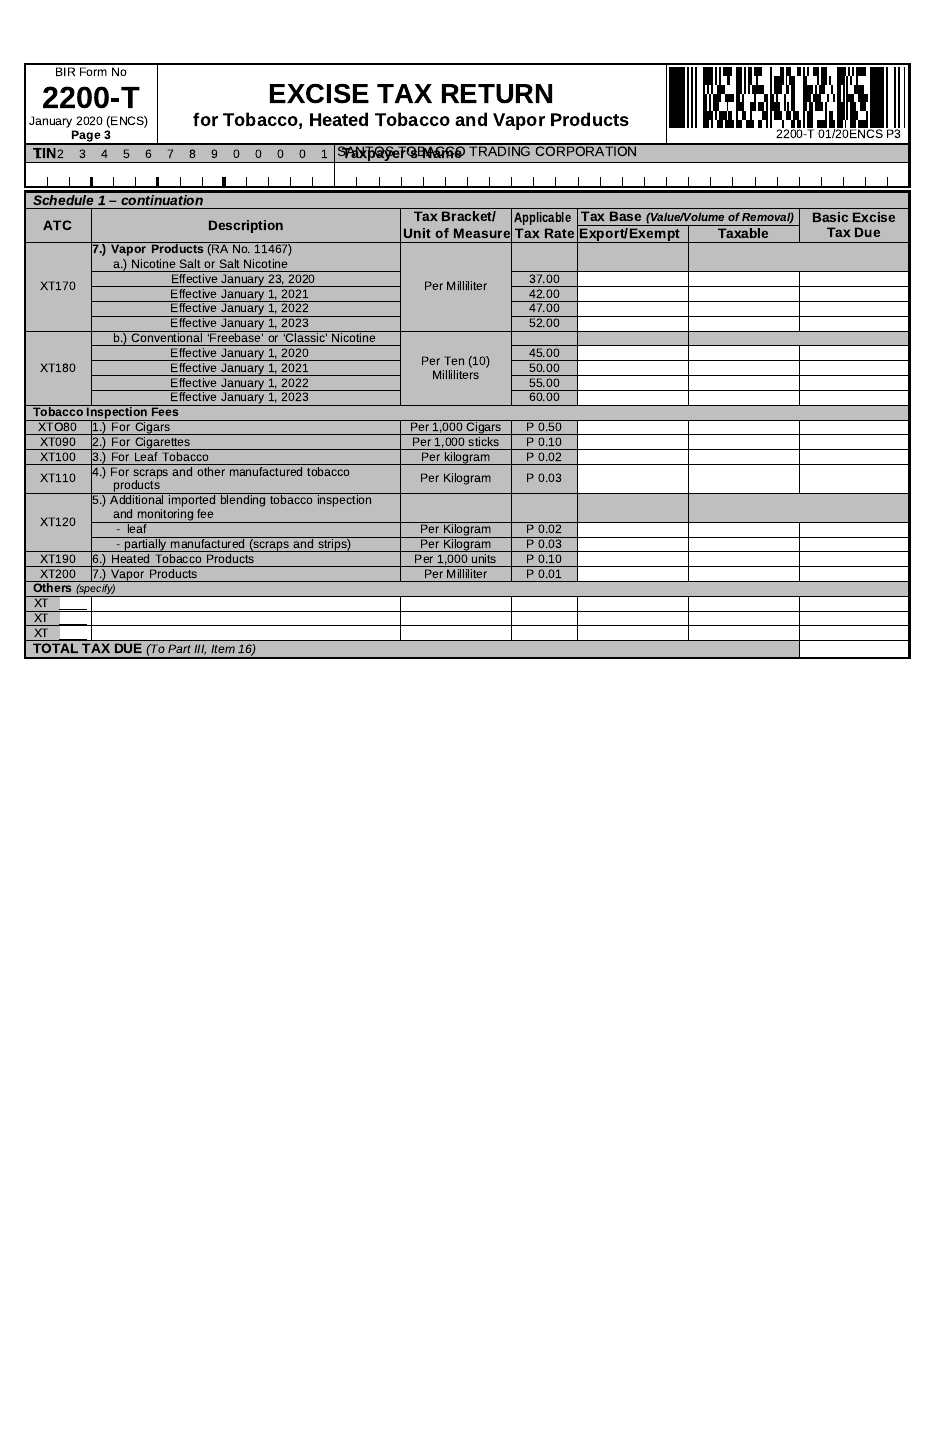 BIR Form No
2200-T
January 2020 (ENCS)
Page 3
EXCISE TAX RETURN
for Tobacco, Heated Tobacco and Vapor Products
2200-T 01/20ENCS P3
TIN 2 3 4 5 6 7 8 9 0 0 0 0 1 Taxpayer's Name
SANTOS TOBACCO TRADING CORPORATION
Schedule 1 – continuation
ATC Description Tax Bracket/ Unit of Measure Applicable Tax Rate Tax Base (Value/Volume of Removal) Basic Excise Tax Due
Export/Exempt Taxable
7.) Vapor Products (RA No. 11467)
a.) Nicotine Salt or Salt Nicotine
XT170 Per Milliliter
Effective January 23, 2020 37.00
Effective January 1, 2021 42.00
Effective January 1, 2022 47.00
Effective January 1, 2023 52.00
b.) Conventional 'Freebase' or 'Classic' Nicotine
XT180 Per Ten (10) Milliliters
Effective January 1, 2020 45.00
Effective January 1, 2021 50.00
Effective January 1, 2022 55.00
Effective January 1, 2023 60.00
Tobacco Inspection Fees
XTO80 1.) For Cigars Per 1,000 Cigars P 0.50
XT090 2.) For Cigarettes Per 1,000 sticks P 0.10
XT100 3.) For Leaf Tobacco Per kilogram P 0.02
XT110 4.) For scraps and other manufactured tobacco products Per Kilogram P 0.03
XT120 5.) Additional imported blending tobacco inspection and monitoring fee
- leaf Per Kilogram P 0.02
- partially manufactured (scraps and strips) Per Kilogram P 0.03
XT190 6.) Heated Tobacco Products Per 1,000 units P 0.10
XT200 7.) Vapor Products Per Milliliter P 0.01
Others (specify)
XT
XT
XT
TOTAL TAX DUE (To Part III, Item 16)